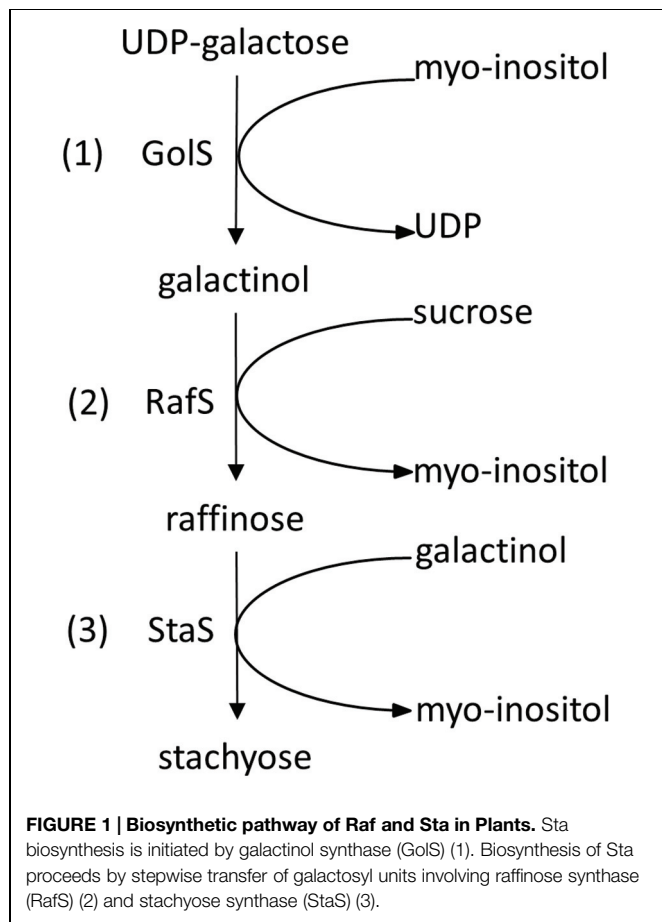 UDP-galactose
myo-inositol
(1) GolS
UDP
galactinol
sucrose
(2) RafS
myo-inositol
raffinose
galactinol
(3) StaS
myo-inositol
stachyose
FIGURE 1 | Biosynthetic pathway of Raf and Sta in Plants. Sta
biosynthesis is initiated by galactinol synthase (GolS) (1). Biosynthesis of Sta
proceeds by stepwise transfer of galactosyl units involving raffinose synthase
(RafS) (2) and stachyose synthase (StaS) (3).